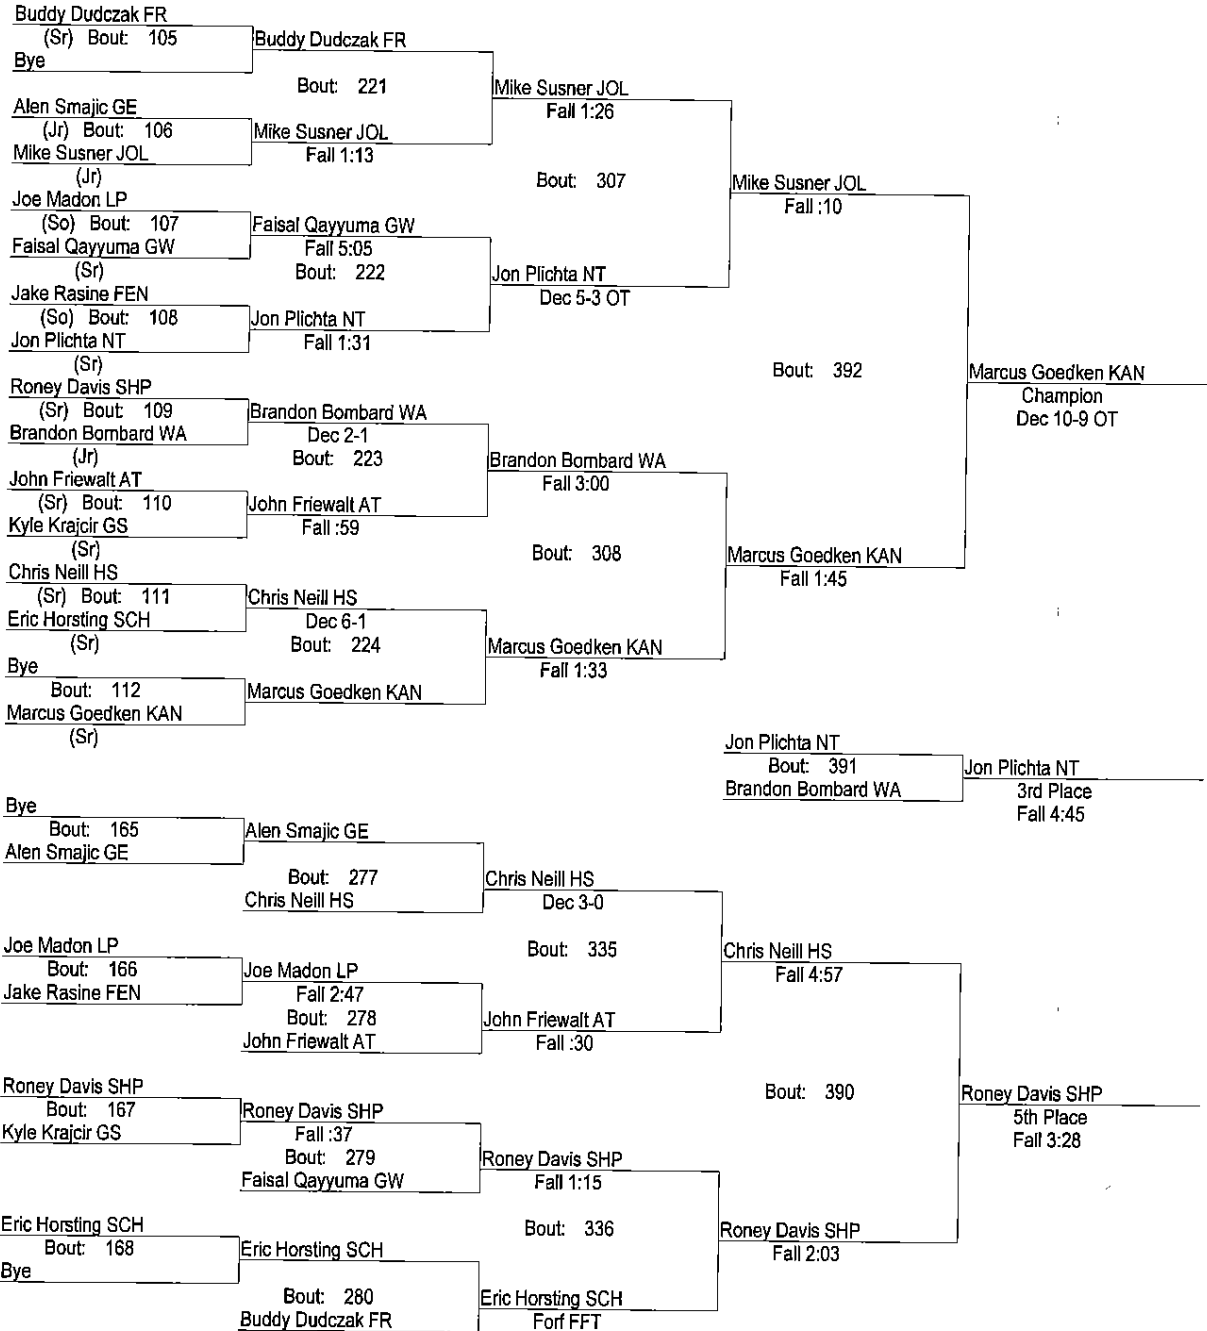 Buddy Dudczak FR
(Sr) Bout: 105
Bye
Buddy Dudczak FR
Bout: 221
Alen Smajic GE
(Jr) Bout: 106
Mike Susner JOL
(Jr)
Mike Susner JOL
Fall 1:13
Mike Susner JOL
Fall 1:26
Bout: 307
Joe Madon LP
(So) Bout: 107
Faisal Qayyuma GW
(Sr)
Faisal Qayyuma GW
Fall 5:05
Bout: 222
Jake Rasine FEN
(So) Bout: 108
Jon Plichta NT
(Sr)
Jon Plichta NT
Fall 1:31
Jon Plichta NT
Dec 5-3 OT
Mike Susner JOL
Fall :10
Bout: 392
Roney Davis SHP
(Sr) Bout: 109
Brandon Bombard WA
(Jr)
Brandon Bombard WA
Dec 2-1
Bout: 223
John Friewalt AT
(Sr) Bout: 110
Kyle Krajcir GS
(Sr)
John Friewalt AT
Fall :59
Brandon Bombard WA
Fall 3:00
Bout: 308
Chris Neill HS
(Sr) Bout: 111
Eric Horsting SCH
(Sr)
Chris Neill HS
Dec 6-1
Bout: 224
Bye
Bout: 112
Marcus Goedken KAN
(Sr)
Marcus Goedken KAN
Marcus Goedken KAN
Fall 1:33
Marcus Goedken KAN
Fall 1:45
Marcus Goedken KAN
Champion
Dec 10-9 OT
Jon Plichta NT
Bout: 391
Brandon Bombard WA
Jon Plichta NT
3rd Place
Fall 4:45
Bye
Bout: 165
Alen Smajic GE
Alen Smajic GE
Bout: 277
Chris Neill HS
Chris Neill HS
Dec 3-0
Bout: 335
Joe Madon LP
Bout: 166
Jake Rasine FEN
Joe Madon LP
Fall 2:47
Bout: 278
John Friewalt AT
John Friewalt AT
Fall :30
Chris Neill HS
Fall 4:57
Bout: 390
Roney Davis SHP
Bout: 167
Kyle Krajcir GS
Roney Davis SHP
Fall :37
Bout: 279
Faisal Qayyuma GW
Roney Davis SHP
Fall 1:15
Bout: 336
Eric Horsting SCH
Bout: 168
Bye
Eric Horsting SCH
Bout: 280
Buddy Dudczak FR
Eric Horsting SCH
Forf FFT
Roney Davis SHP
Fall 2:03
Roney Davis SHP
5th Place
Fall 3:28